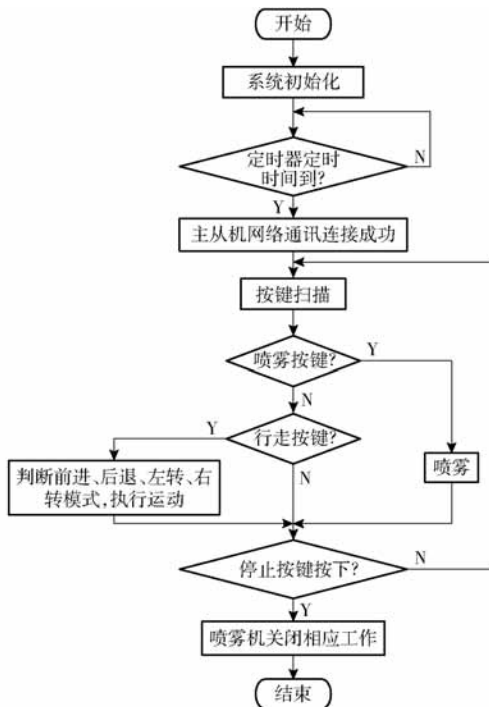 开始
系统初始化
定时器定时
时间到?
N
Y
主从机网络通讯连接成功
按键扫描
喷雾按键?
Y
N
行走按键?
Y
N
判断前进、后退、左转、右
转模式,执行运动
喷雾
停止按键按下?
N
Y
喷雾机关闭相应工作
结束